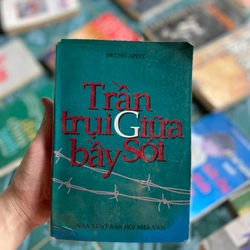 BRUNO APITZ
Trần
trụi Giữa
bầy Sói
NHÀ XUẤT BẢN HỘI NHÀ VĂN